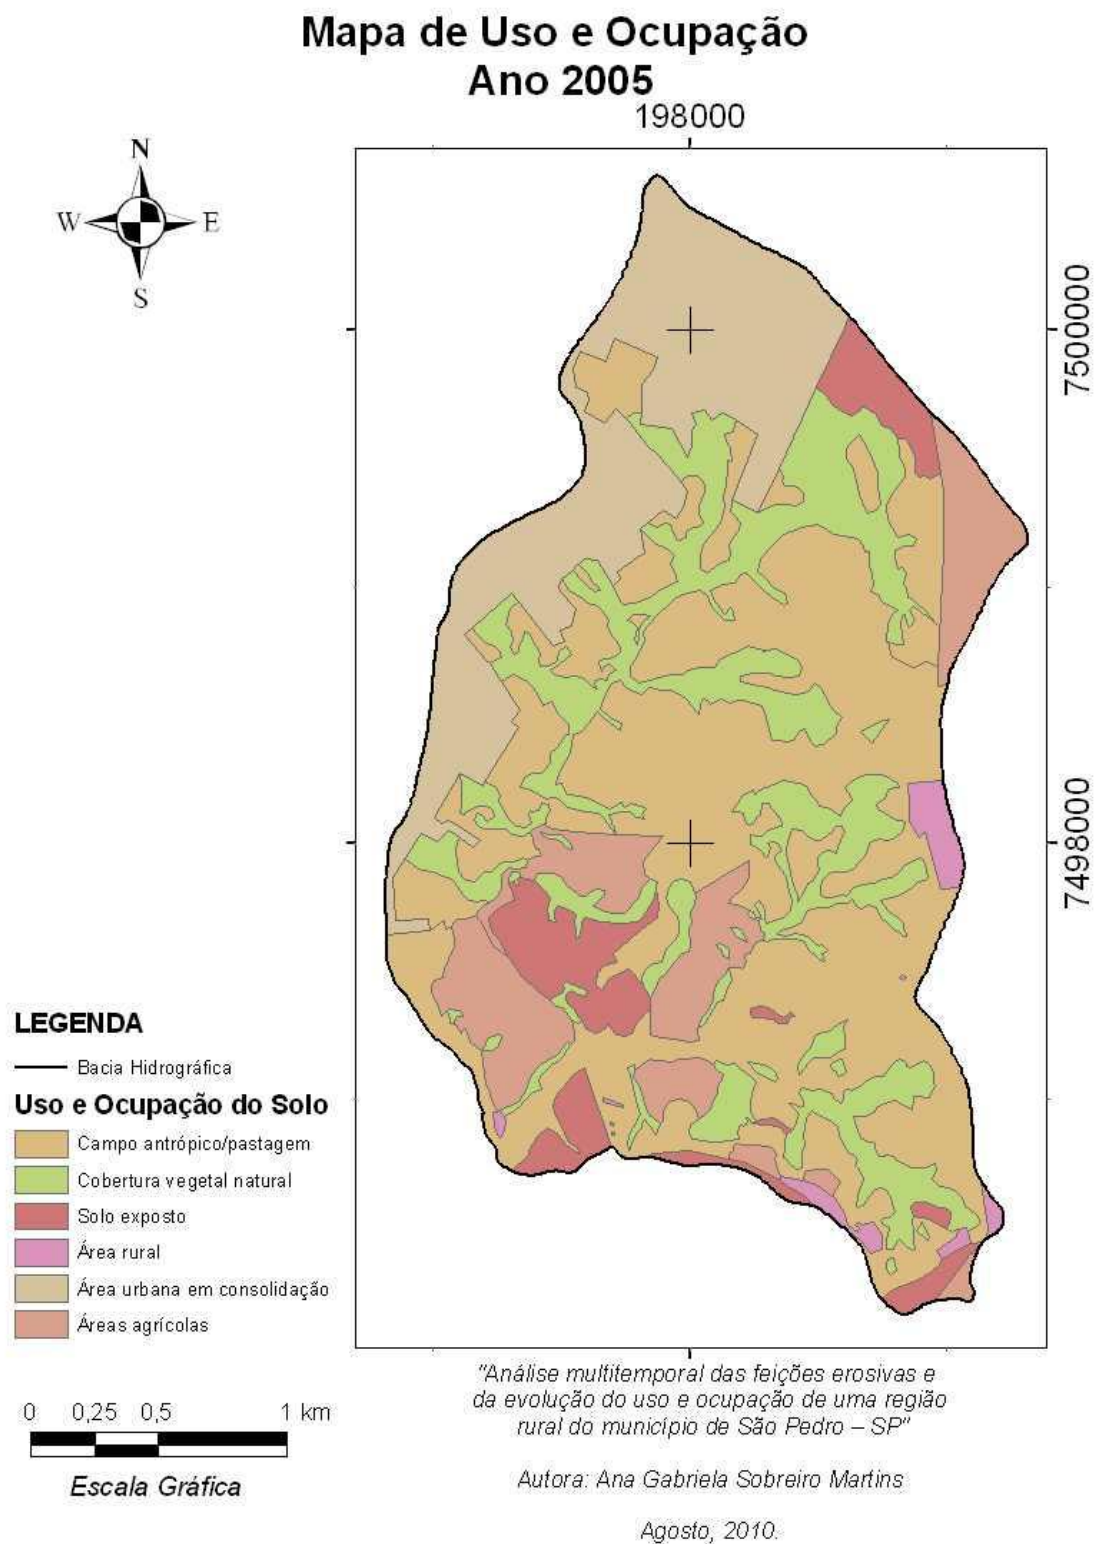 Mapa de Uso e Ocupação
Ano 2005
198000
N
W
E
S
7500000
7498000
LEGENDA
Bacia Hidrográfica
Uso e Ocupação do Solo
Campo antrópico/pastagem
Cobertura vegetal natural
Solo exposto
Área rural
Área urbana em consolidação
Áreas agrícolas
0 0,25 0,5 1 km
Escala Gráfica
"Análise multitemporal das feições erosivas e
da evolução do uso e ocupação de uma região
rural do município de São Pedro – SP"
Autora: Ana Gabriela Sobreiro Martins
Agosto, 2010.